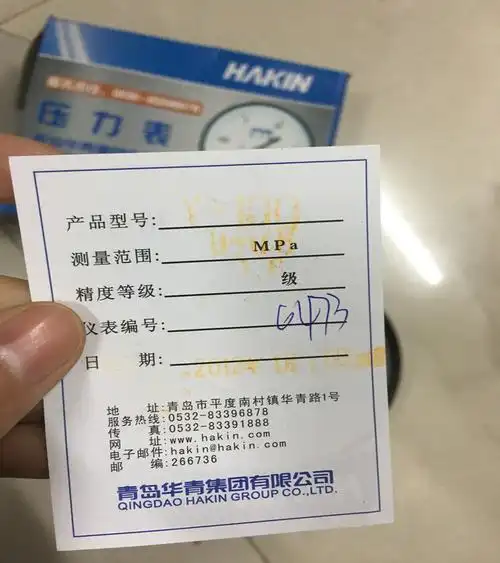 HAKIN
压力表
产品型号:
测量范围: MPa
精度等级: 级
仪表编号:
日 期:
地 址:青岛市平度南村镇华青路1号
服务热线:0532-83396878
传 真:0532-83391888
网 址:www.hakin.com
电子邮件:hakin@hakin.com
邮 编:266736
青岛华青集团有限公司
QINGDAO HAKIN GROUP CO.,LTD.